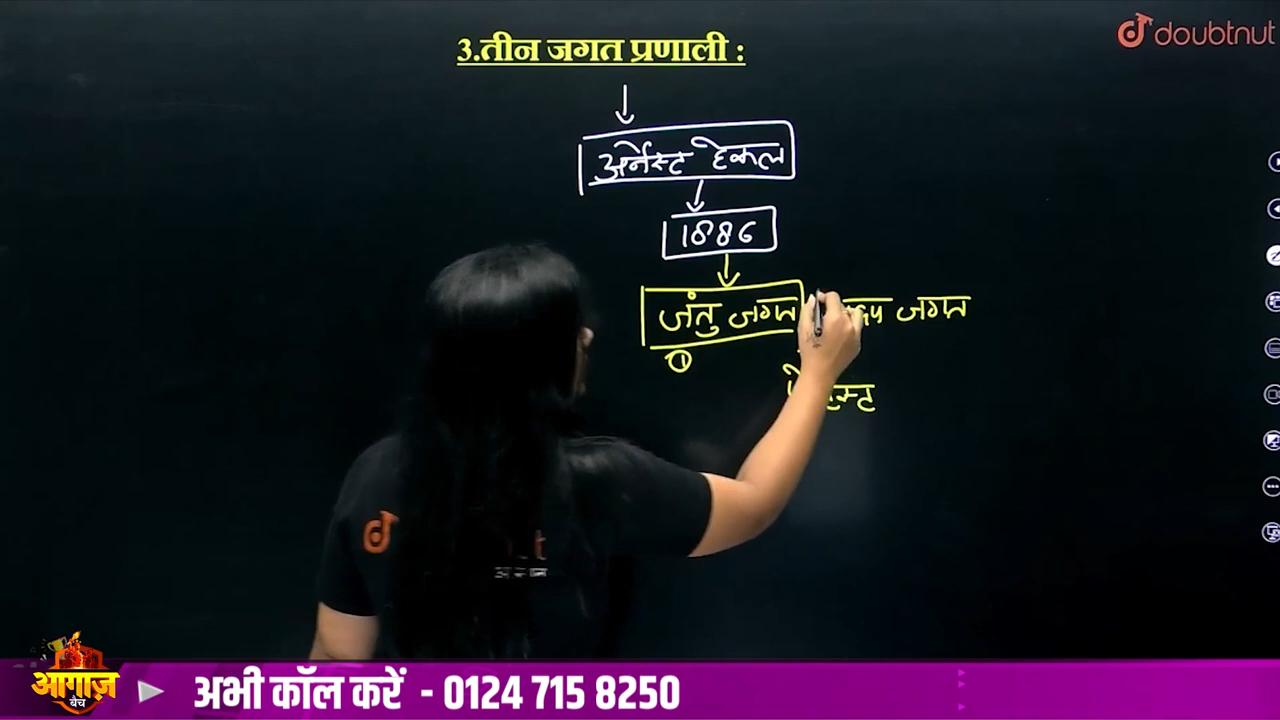 doubtnut
3.तीन जगत प्रणाली :
अर्नेस्ट हेकल
1886
जंतु जगत जगत
①
आगाज़
बैच
अभी कॉल करें - 0124 715 8250